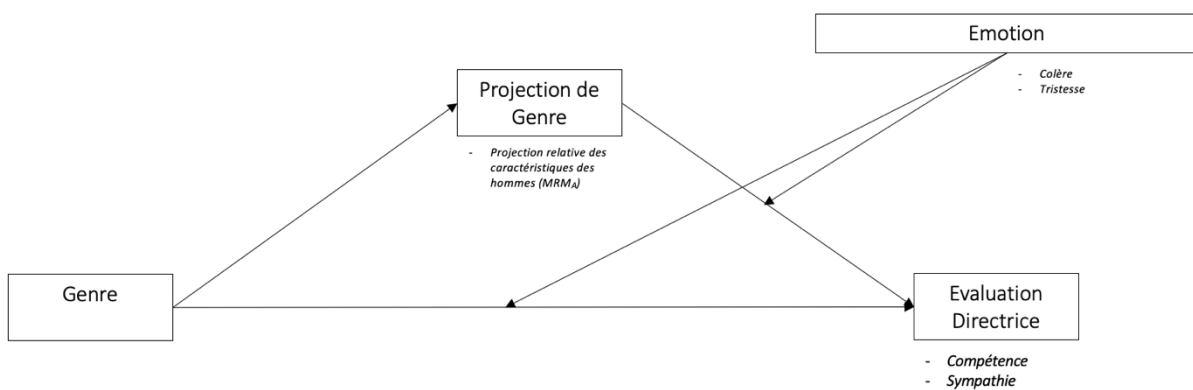 Emotion
- Colère
- Tristesse
Projection de
Genre
- Projection relative des
caractéristiques des
hommes (MRMA)
Genre
Evaluation
Directrice
- Compétence
- Sympathie